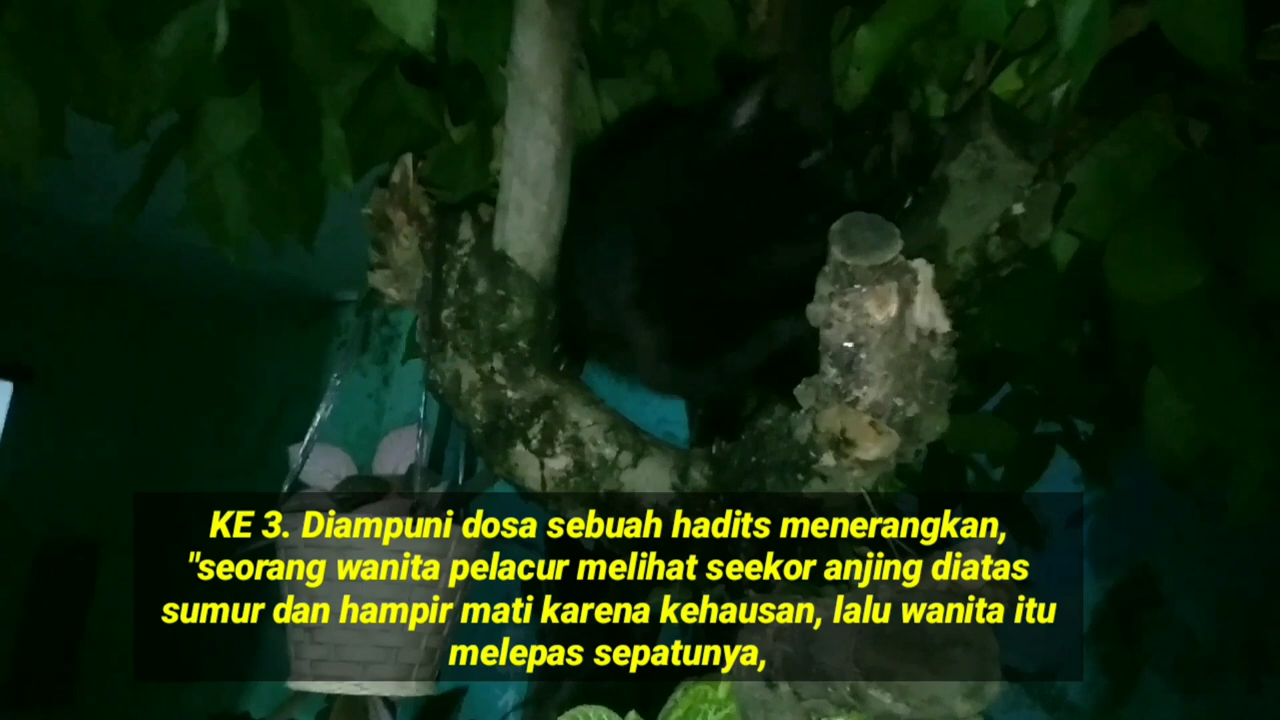 KE 3. Diampuni dosa sebuah hadits menerangkan,
"seorang wanita pelacur melihat seekor anjing diatas
sumur dan hampir mati karena kehausan, lalu wanita itu
melepas sepatunya,